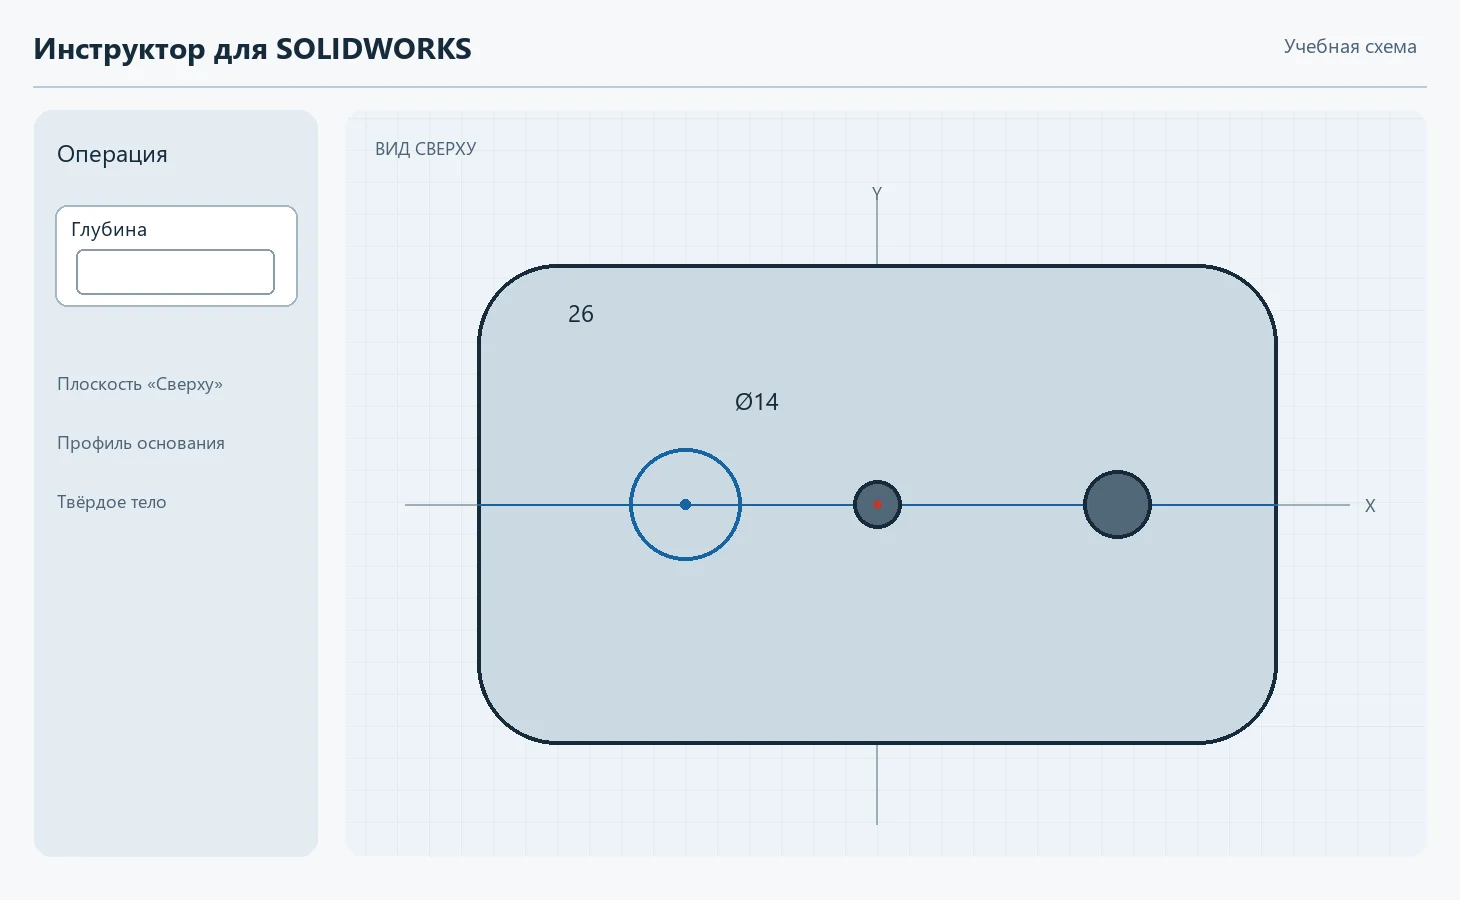 Инструктор для SOLIDWORKS
Учебная схема
Операция
Глубина
Плоскость «Сверху»
Профиль основания
Твёрдое тело
ВИД СВЕРХУ
Y
26
Ø14
X